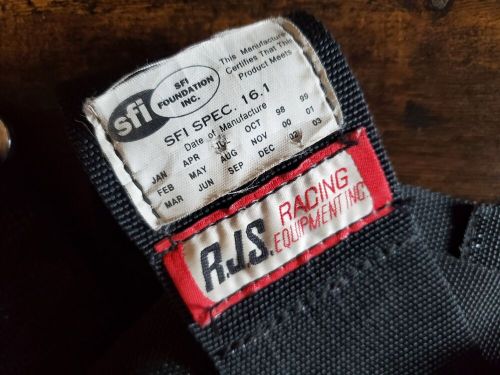 sfi
SFI
FOUNDATION
INC.
This Manufacture
Certifies That This
Product Meets
SFI SPEC. 16.1
Date of Manufacture
JAN APR JUL OCT 98 99
FEB MAY AUG NOV 00 01
MAR JUN SEP DEC 02 03
R.J.S. RACING
EQUIPMENT INC.